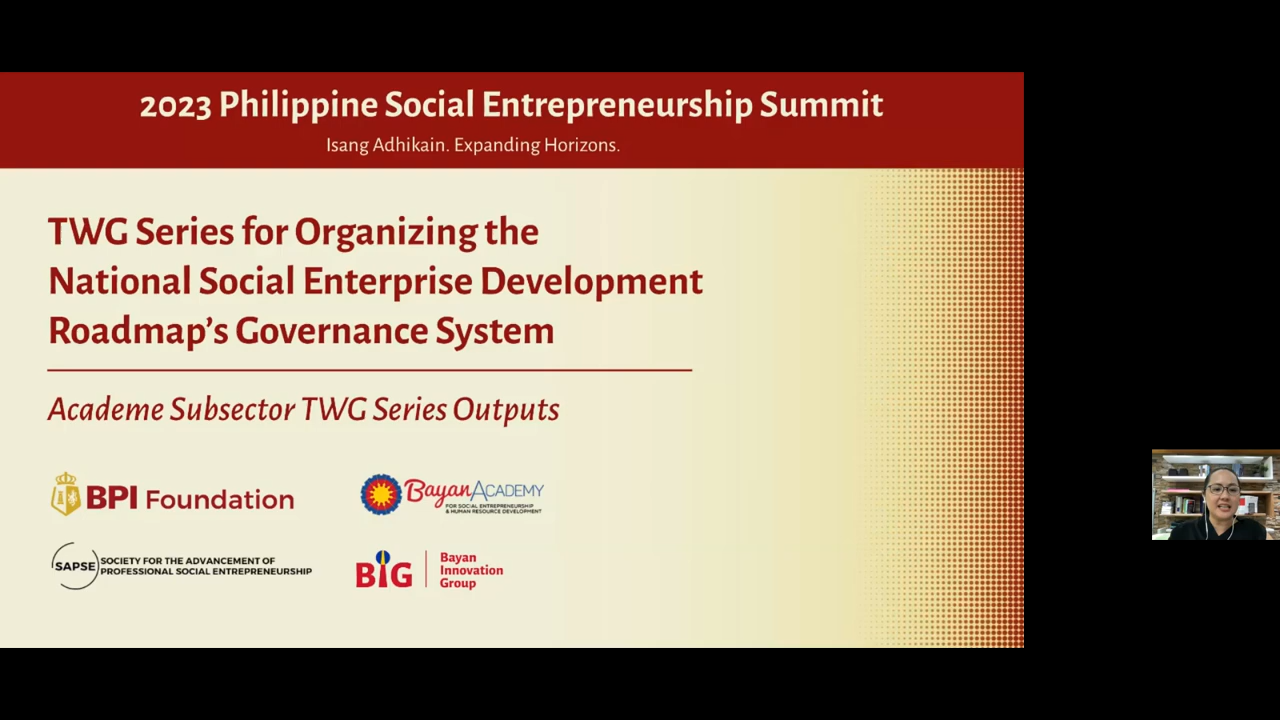 2023 Philippine Social Entrepreneurship Summit
Isang Adhikain. Expanding Horizons.
TWG Series for Organizing the
National Social Enterprise Development
Roadmap's Governance System
Academe Subsector TWG Series Outputs
BPI Foundation
BayanAcademy
FOR SOCIAL ENTREPRENEURSHIP
& HUMAN RESOURCE DEVELOPMENT
SAPSE
SOCIETY FOR THE ADVANCEMENT OF
PROFESSIONAL SOCIAL ENTREPRENEURSHIP
BiG
Bayan
Innovation
Group